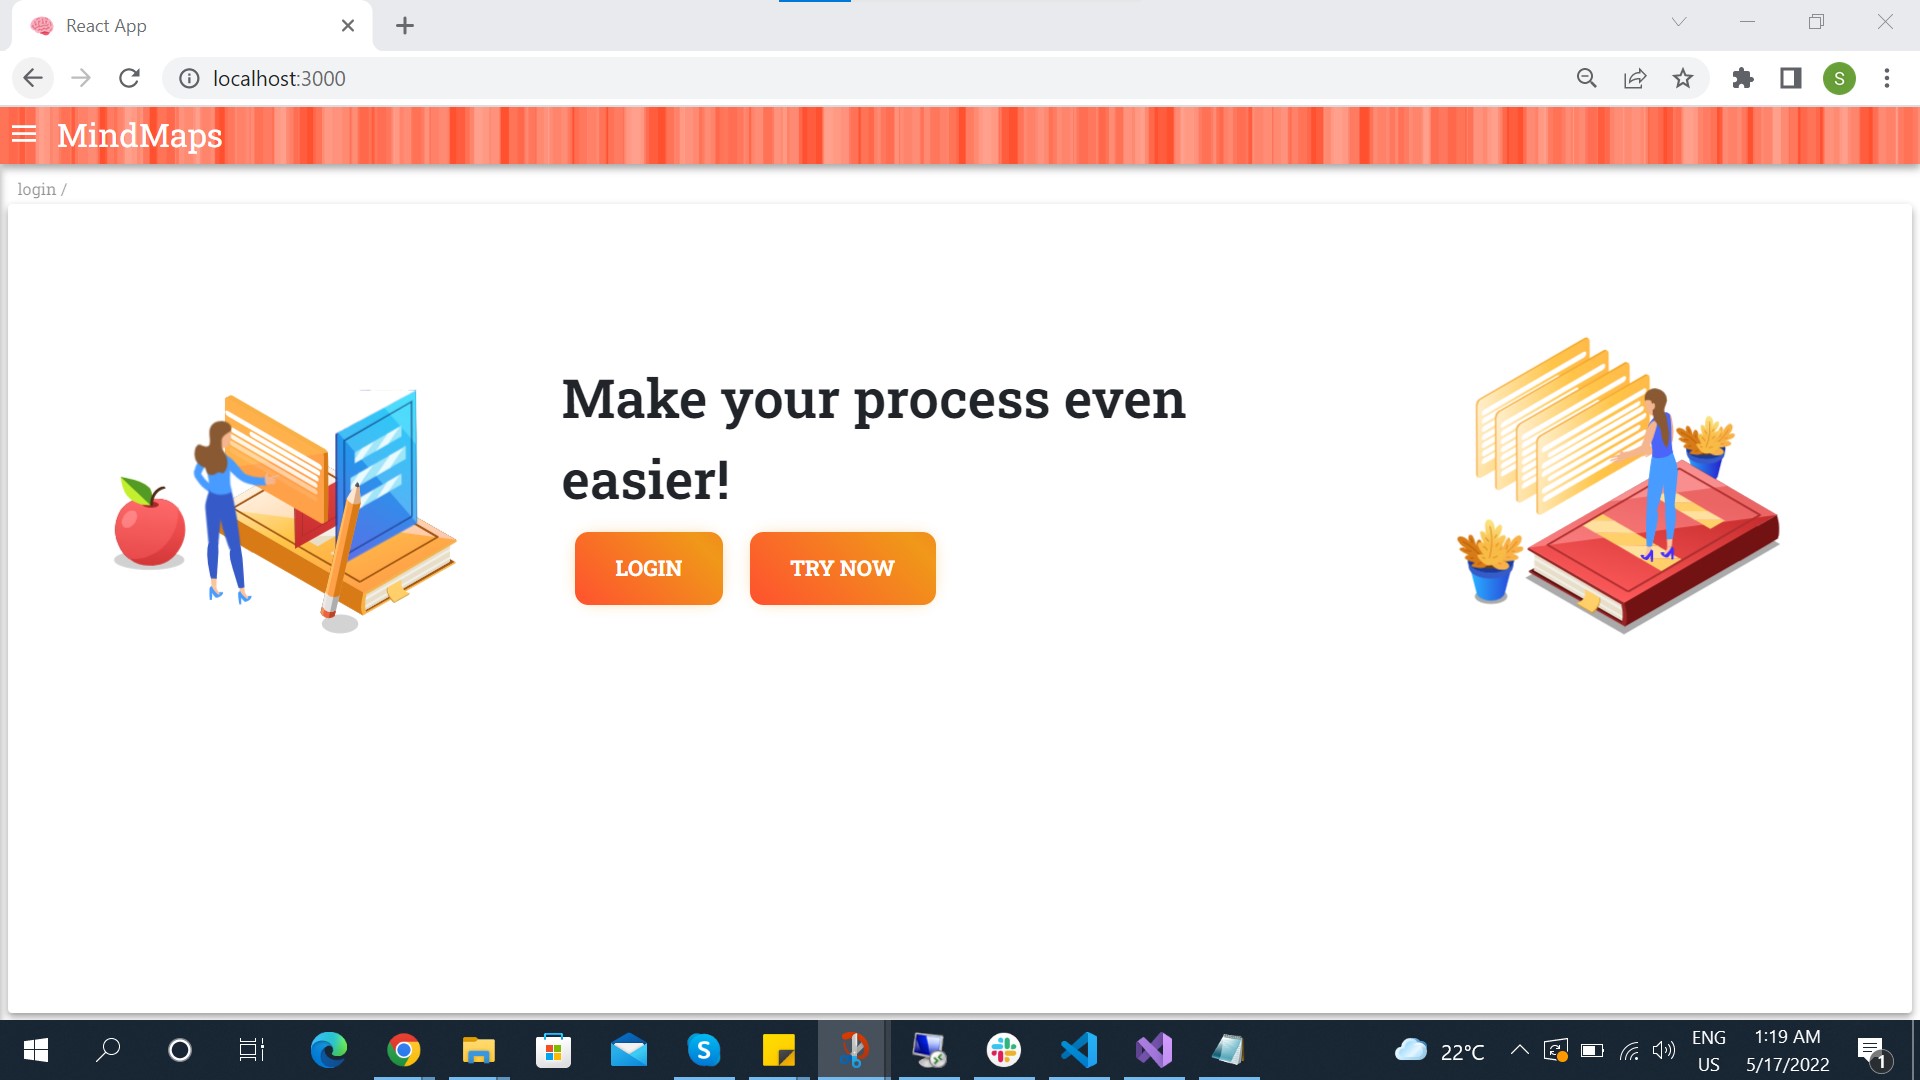 React App
localhost:3000
S
MindMaps
login /
Make your process even
easier!
LOGIN
TRY NOW
22°C
ENG
US
1:19 AM
5/17/2022
1